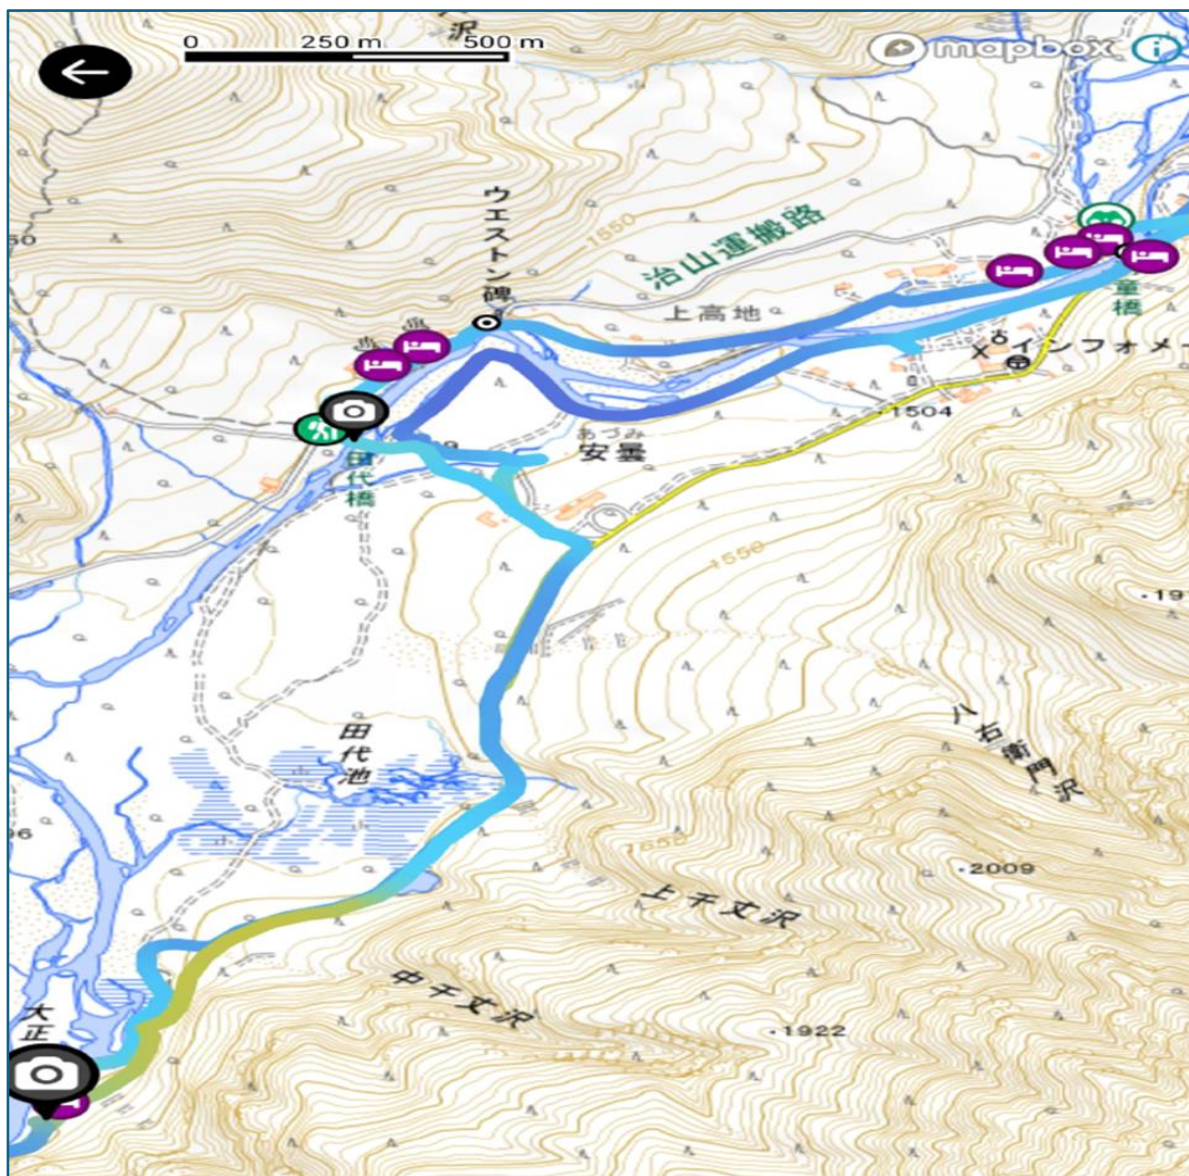 沢
0 250 m 500 m
mapbox
ウエストン碑
1550
治山運搬路
上高地
童橋
インフォメー
1504
あづみ
安曇
田代橋
1550
田代池
八右衛門沢
2009
上千丈沢
中千丈沢
1922
大正